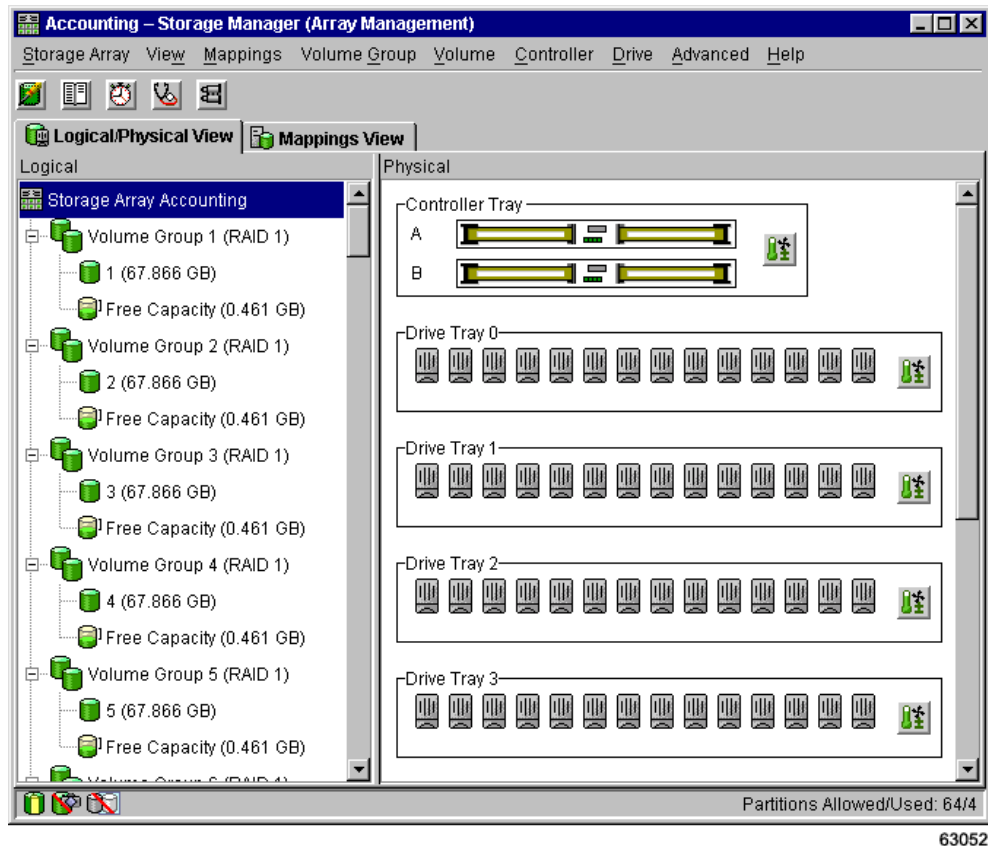 Accounting – Storage Manager (Array Management)
Storage Array View Mappings Volume Group Volume Controller Drive Advanced Help
Logical/Physical View Mappings View
Logical
Storage Array Accounting
Volume Group 1 (RAID 1)
1 (67.866 GB)
Free Capacity (0.461 GB)
Volume Group 2 (RAID 1)
2 (67.866 GB)
Free Capacity (0.461 GB)
Volume Group 3 (RAID 1)
3 (67.866 GB)
Free Capacity (0.461 GB)
Volume Group 4 (RAID 1)
4 (67.866 GB)
Free Capacity (0.461 GB)
Volume Group 5 (RAID 1)
5 (67.866 GB)
Free Capacity (0.461 GB)
Volume Group 6 (RAID 1)
Physical
Controller Tray
A
B
Drive Tray 0
Drive Tray 1
Drive Tray 2
Drive Tray 3
Partitions Allowed/Used: 64/4
63052